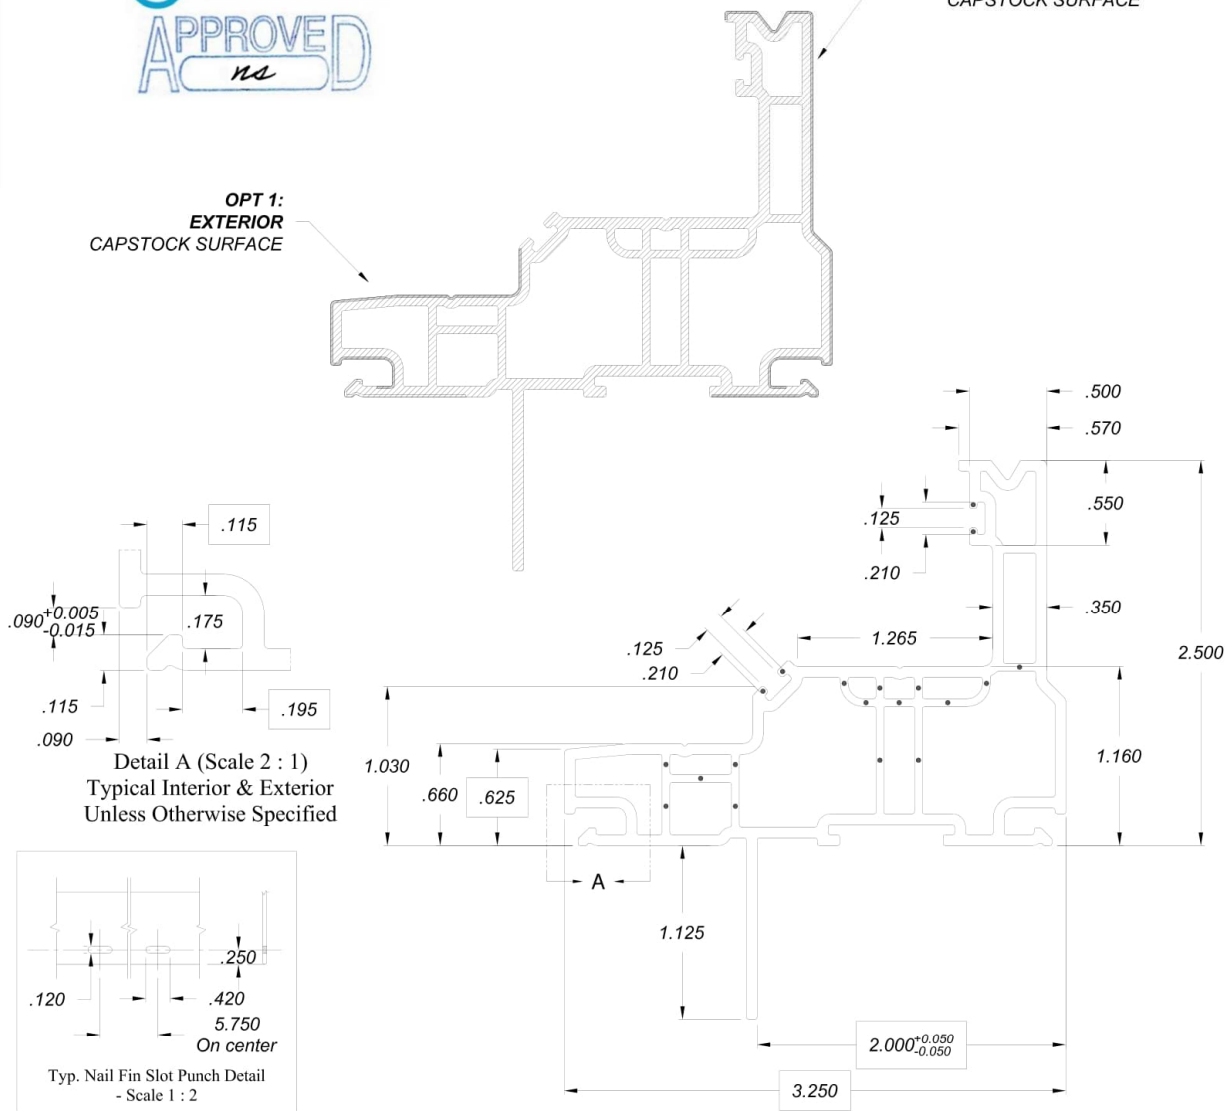 CAPSTOCK SURFACE
APPROVED
ns
OPT 1:
EXTERIOR
CAPSTOCK SURFACE
.500
.570
.550
.125
.210
.350
2.500
.115
.090+0.005
-0.015
.175
.115
.195
.090
Detail A (Scale 2 : 1)
Typical Interior & Exterior
Unless Otherwise Specified
1.265
.125
.210
1.030
.660
.625
1.160
A
1.125
2.000+0.050
-0.050
3.250
.250
.120
.420
5.750
On center
Typ. Nail Fin Slot Punch Detail
- Scale 1 : 2